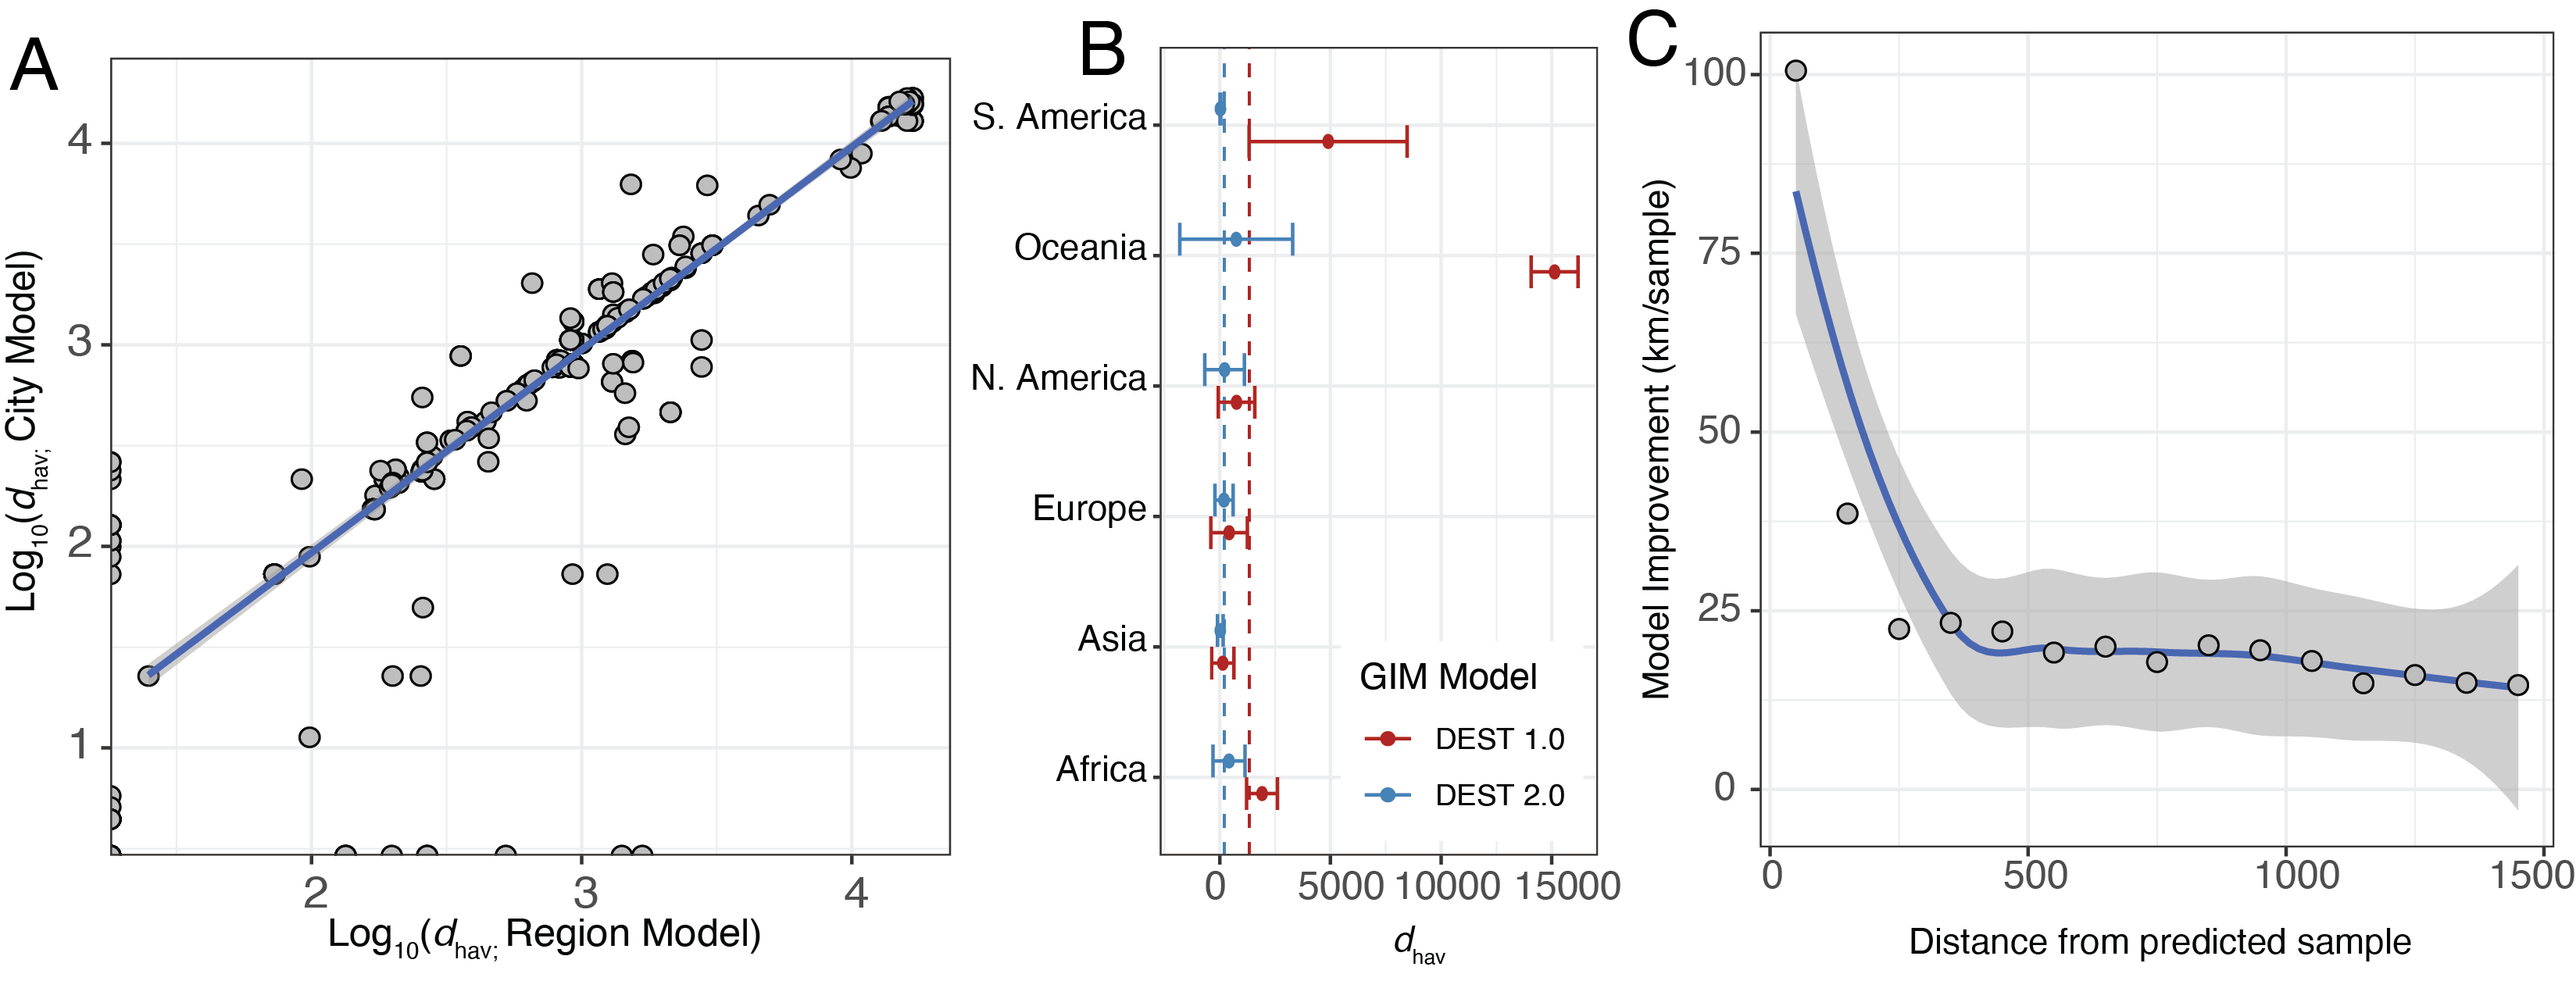 A
Log10(dhav; City Model)
4
3
2
1
2
3
4
Log10(dhav; Region Model)
B
S. America
Oceania
N. America
Europe
Asia
Africa
GIM Model
DEST 1.0
DEST 2.0
0
5000
10000
15000
dhav
C
Model Improvement (km/sample)
100
75
50
25
0
0
500
1000
1500
Distance from predicted sample